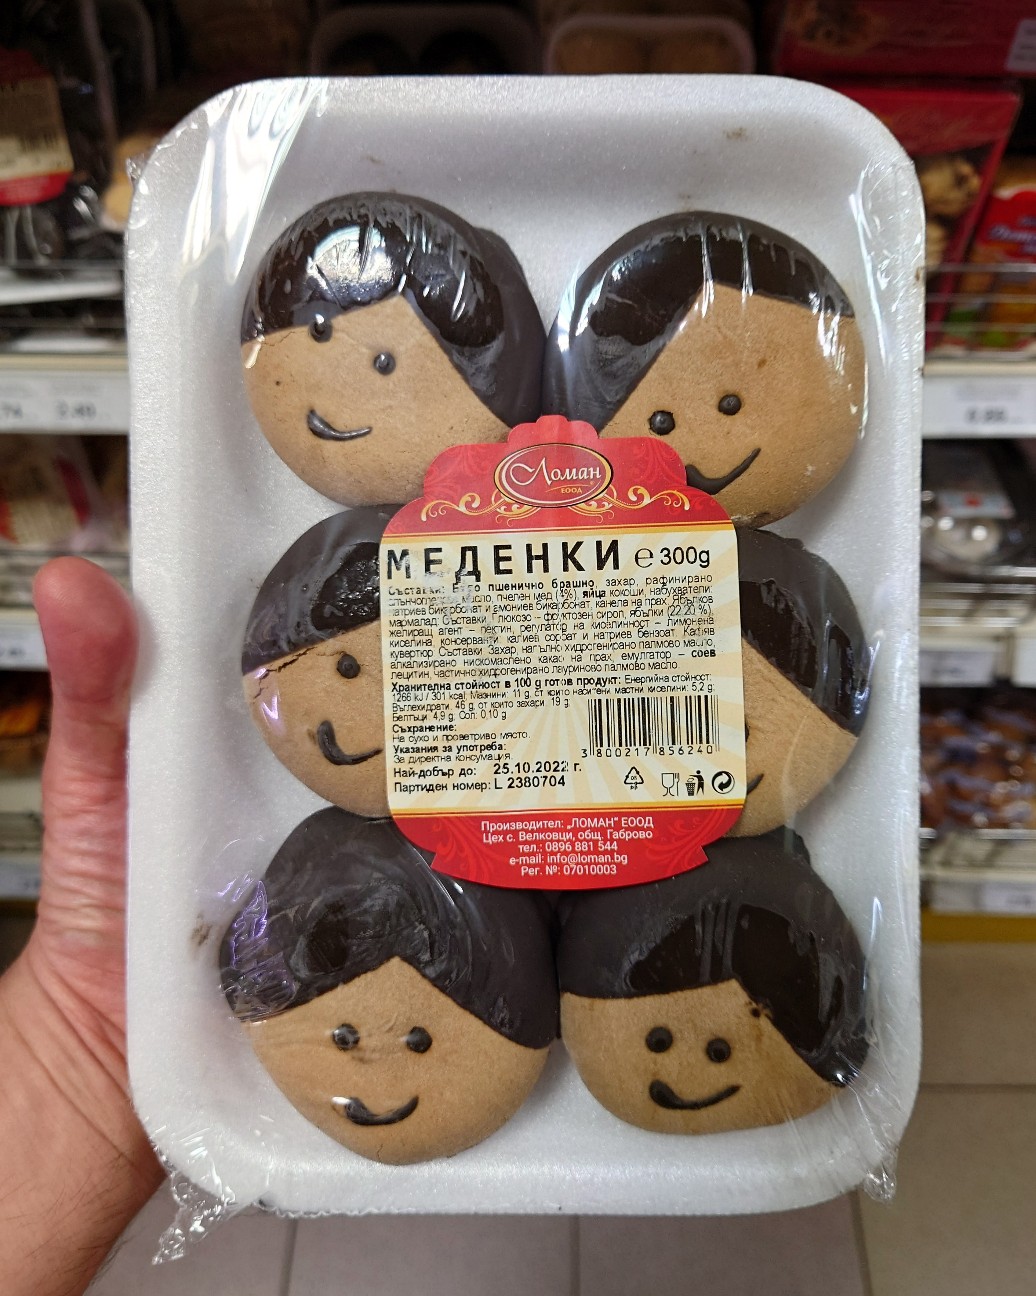 Ломан
ЕООД
МЕДЕНКИ ℮ 300g
Съставки: Бяло пшенично брашно, захар, рафинирано
слънчогледово масло, пчелен мед (4%), яйца кокоши, набухватели:
натриев бикарбонат и амониев бикарбонат, канела на прах, Ябълков
мармалад: Съставки: Глюкозо – фруктозен сироп, ябълки (22.20 %),
желиращ агент – пектин, регулатор на киселинност – лимонена
киселина, консерванти: калиев сорбат и натриев бензоат. Какаов
кувертюр: Съставки: Захар, напълно хидрогенирано палмово масло,
алкализирано нискомаслено какао на прах, емулгатор – соев
лецитин, частично хидрогенирано лауриново палмово масло.
Хранителна стойност в 100 g готов продукт: Енергийна стойност:
1266 kJ / 301 kcal; Мазнини: 11 g, от които наситени мастни киселини: 5,2 g;
Въглехидрати: 46 g, от които захари: 19 g;
Белтъци: 4,9 g; Сол: 0,10 g
Съхранение:
На сухо и проветриво място.
Указания за употреба:
За директна консумация
Най-добър до: 25.10.2022 г.
Партиден номер: L 2380704
3 800217 856240
Производител: „ЛОМАН" ЕООД
Цех с. Велковци, общ. Габрово
тел.: 0896 881 544
e-mail: info@loman.bg
Рег. №: 07010003